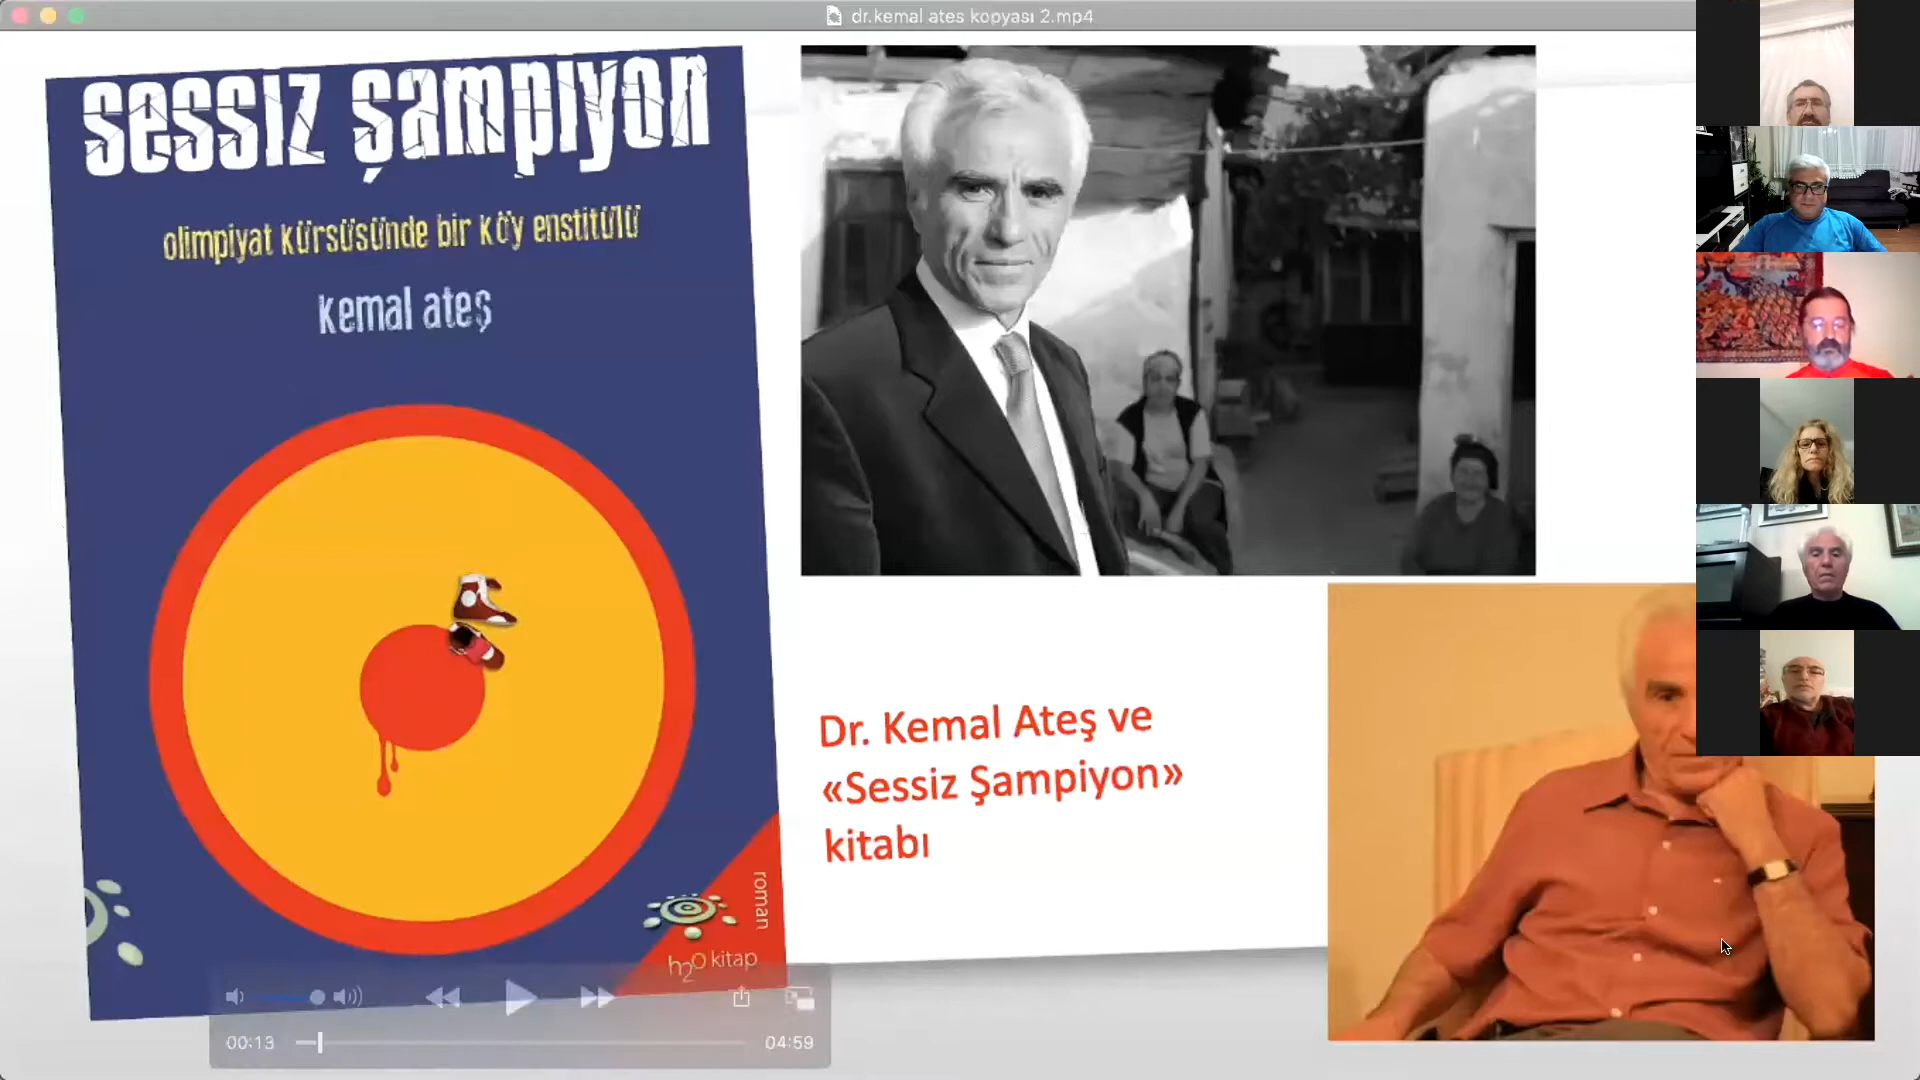 dr.kemal ates kopyası 2.mp4
sessiz şampiyon
olimpiyat kürsüsünde bir köy enstitülü
kemal ateş
roman
h2o kitap
Dr. Kemal Ateş ve
«Sessiz Şampiyon»
kitabı
00:13
04:59